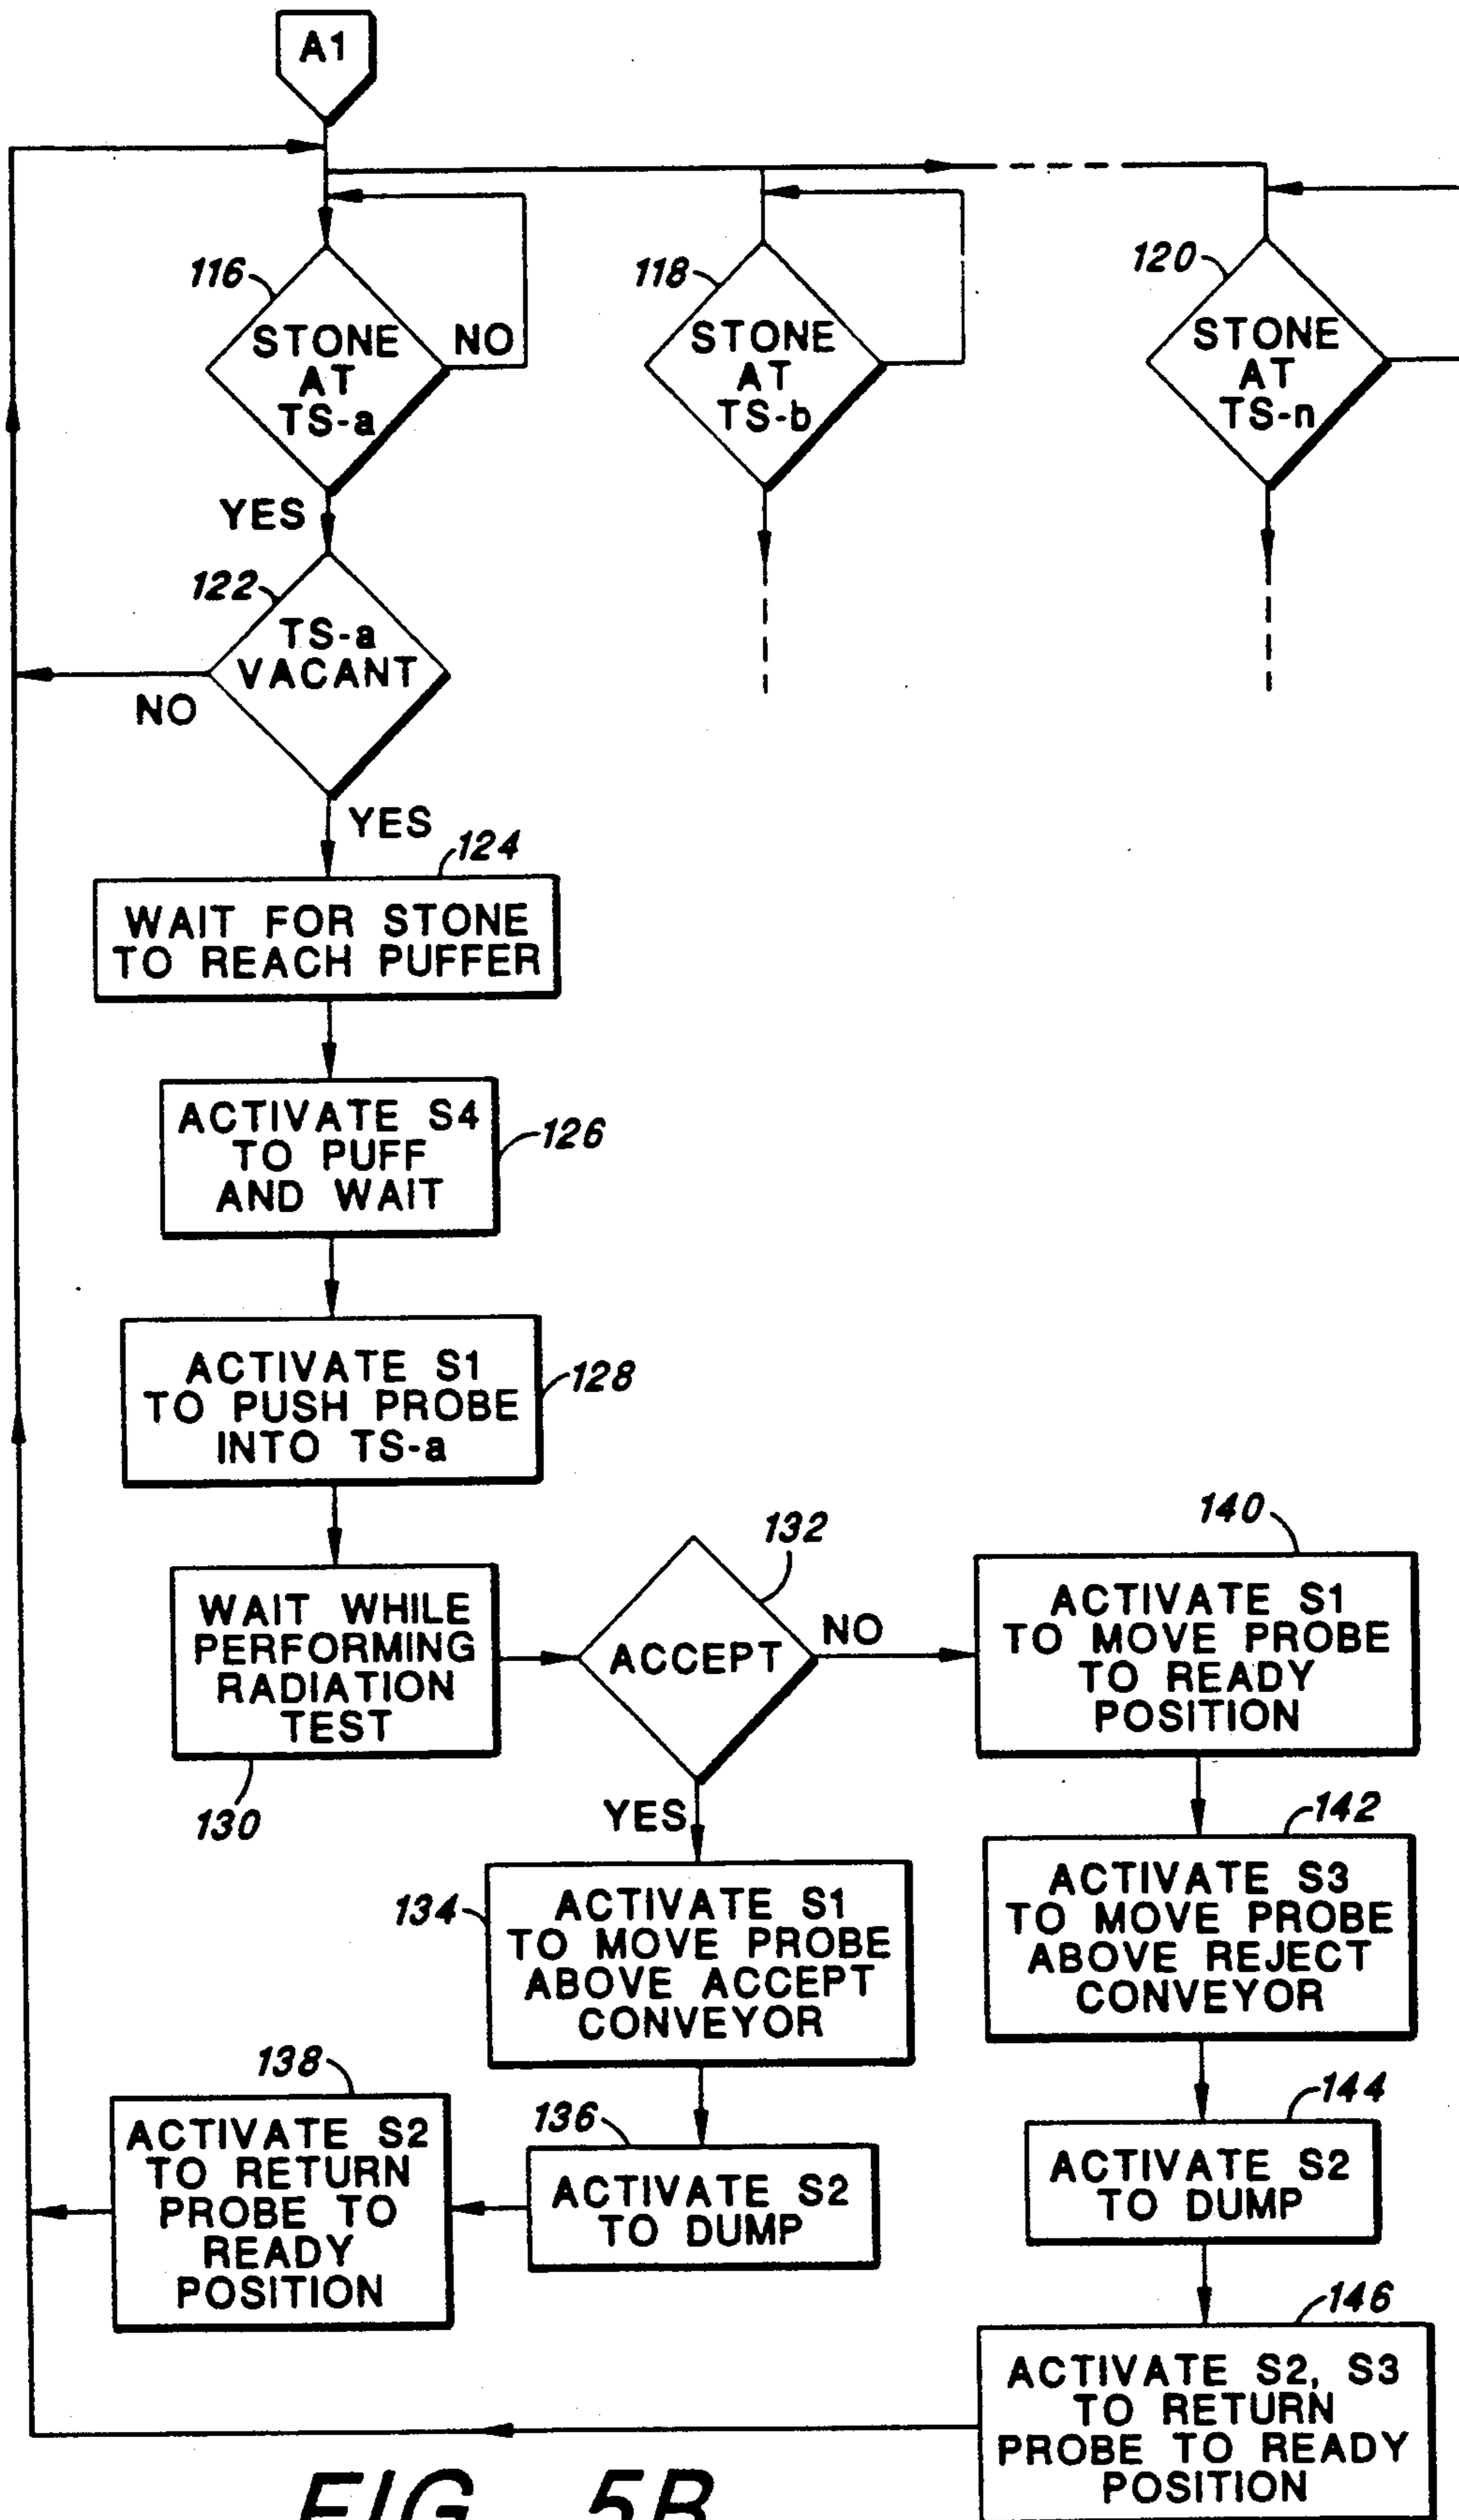 A1
116
STONE
AT
TS-a
NO
YES
118
STONE
AT
TS-b
120
STONE
AT
TS-n
122
TS-a
VACANT
NO
YES
124
WAIT FOR STONE
TO REACH PUFFER
ACTIVATE S4
TO PUFF
AND WAIT
126
ACTIVATE S1
TO PUSH PROBE
INTO TS-a
128
WAIT WHILE
PERFORMING
RADIATION
TEST
130
132
ACCEPT
NO
YES
140
ACTIVATE S1
TO MOVE PROBE
TO READY
POSITION
142
ACTIVATE S3
TO MOVE PROBE
ABOVE REJECT
CONVEYOR
134
ACTIVATE S1
TO MOVE PROBE
ABOVE ACCEPT
CONVEYOR
138
ACTIVATE S2
TO RETURN
PROBE TO
READY
POSITION
136
ACTIVATE S2
TO DUMP
144
ACTIVATE S2
TO DUMP
146
ACTIVATE S2, S3
TO RETURN
PROBE TO READY
POSITION
FIG. 5B